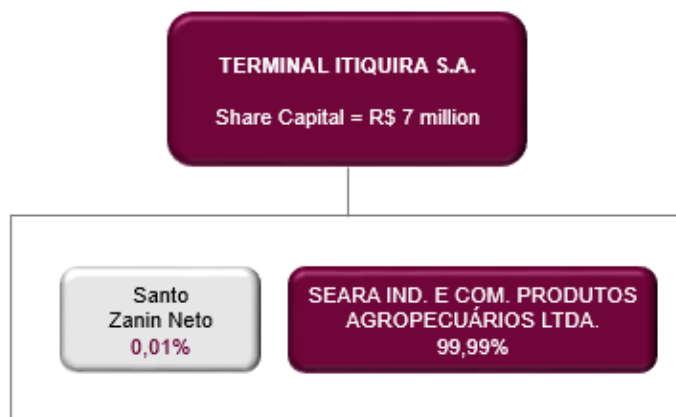 TERMINAL ITIQUIRA S.A.
Share Capital = R$ 7 million
Santo
Zanin Neto
0,01%
SEARA IND. E COM. PRODUTOS
AGROPECUÁRIOS LTDA.
99,99%